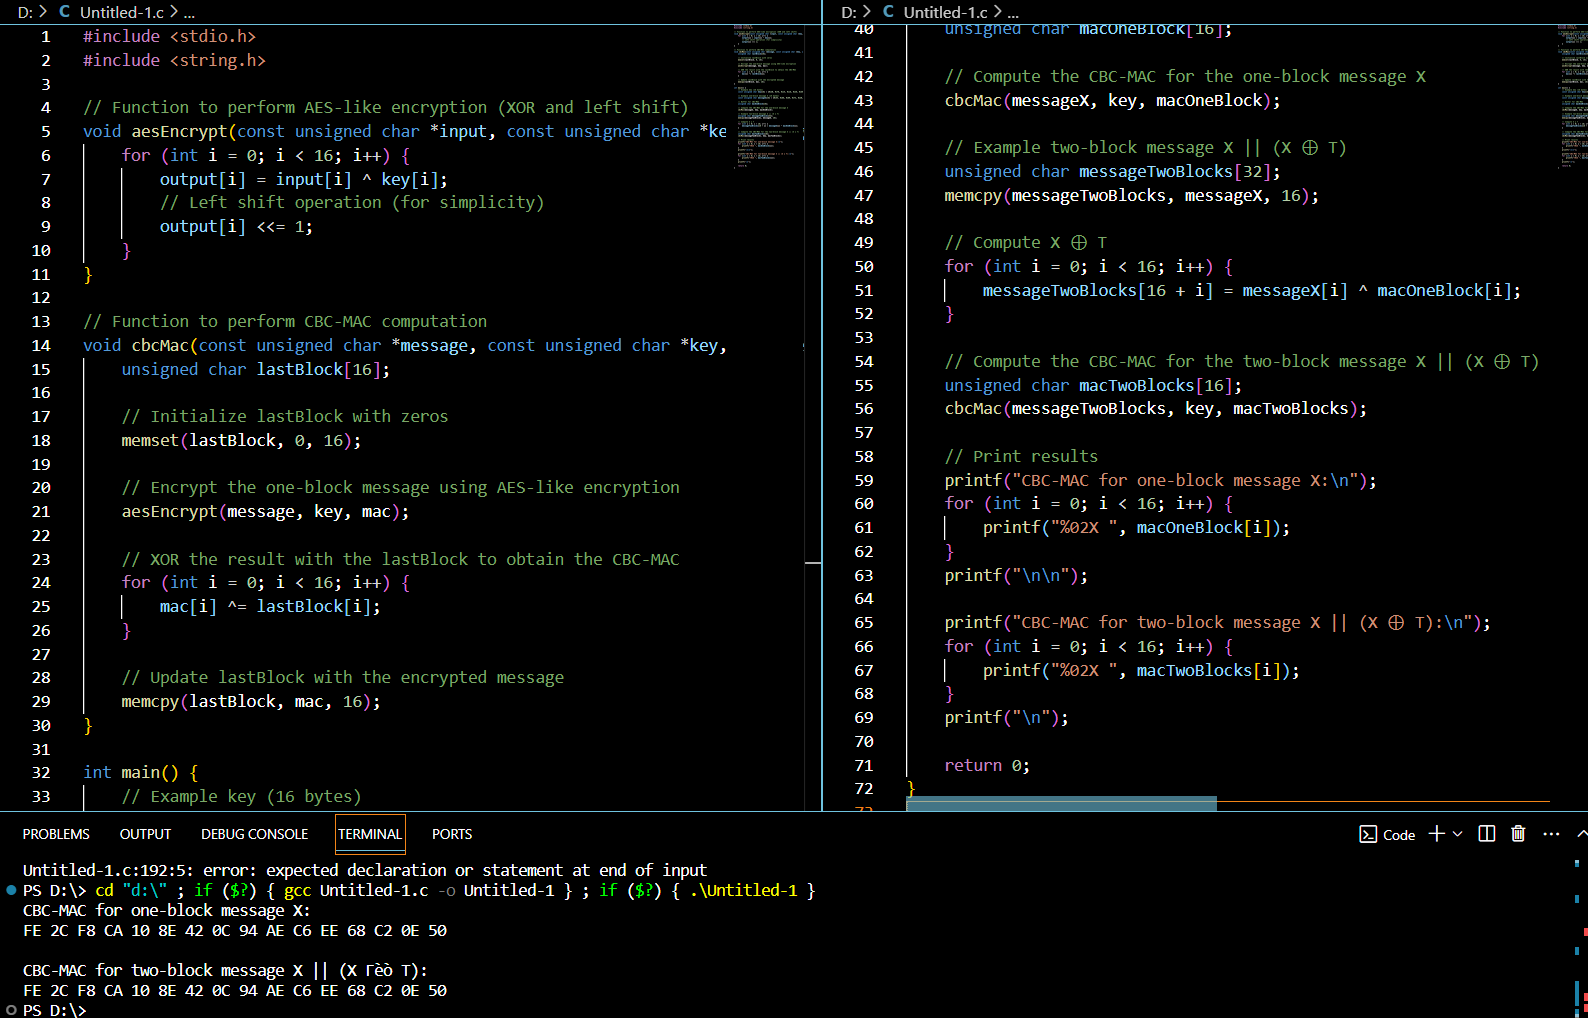 D: > C Untitled-1.c > ...
1 #include <stdio.h>
2 #include <string.h>
3
4 // Function to perform AES-like encryption (XOR and left shift)
5 void aesEncrypt(const unsigned char *input, const unsigned char *ke
6 for (int i = 0; i < 16; i++) {
7 output[i] = input[i] ^ key[i];
8 // Left shift operation (for simplicity)
9 output[i] <<= 1;
10 }
11 }
12
13 // Function to perform CBC-MAC computation
14 void cbcMac(const unsigned char *message, const unsigned char *key,
15 unsigned char lastBlock[16];
16
17 // Initialize lastBlock with zeros
18 memset(lastBlock, 0, 16);
19
20 // Encrypt the one-block message using AES-like encryption
21 aesEncrypt(message, key, mac);
22
23 // XOR the result with the lastBlock to obtain the CBC-MAC
24 for (int i = 0; i < 16; i++) {
25 mac[i] ^= lastBlock[i];
26 }
27
28 // Update lastBlock with the encrypted message
29 memcpy(lastBlock, mac, 16);
30 }
31
32 int main() {
33 // Example key (16 bytes)
D: > C Untitled-1.c > ...
40 unsigned char macOneBlock[16];
41
42 // Compute the CBC-MAC for the one-block message X
43 cbcMac(messageX, key, macOneBlock);
44
45 // Example two-block message X || (X ⊕ T)
46 unsigned char messageTwoBlocks[32];
47 memcpy(messageTwoBlocks, messageX, 16);
48
49 // Compute X ⊕ T
50 for (int i = 0; i < 16; i++) {
51 messageTwoBlocks[16 + i] = messageX[i] ^ macOneBlock[i];
52 }
53
54 // Compute the CBC-MAC for the two-block message X || (X ⊕ T)
55 unsigned char macTwoBlocks[16];
56 cbcMac(messageTwoBlocks, key, macTwoBlocks);
57
58 // Print results
59 printf("CBC-MAC for one-block message X:\n");
60 for (int i = 0; i < 16; i++) {
61 printf("%02X ", macOneBlock[i]);
62 }
63 printf("\n\n");
64
65 printf("CBC-MAC for two-block message X || (X ⊕ T):\n");
66 for (int i = 0; i < 16; i++) {
67 printf("%02X ", macTwoBlocks[i]);
68 }
69 printf("\n");
70
71 return 0;
72 }
73
PROBLEMS OUTPUT DEBUG CONSOLE TERMINAL PORTS Code
Untitled-1.c:192:5: error: expected declaration or statement at end of input
PS D:\> cd "d:\" ; if ($?) { gcc Untitled-1.c -o Untitled-1 } ; if ($?) { .\Untitled-1 }
CBC-MAC for one-block message X:
FE 2C F8 CA 10 8E 42 0C 94 AE C6 EE 68 C2 0E 50
CBC-MAC for two-block message X || (X Γèò T):
FE 2C F8 CA 10 8E 42 0C 94 AE C6 EE 68 C2 0E 50
PS D:\>